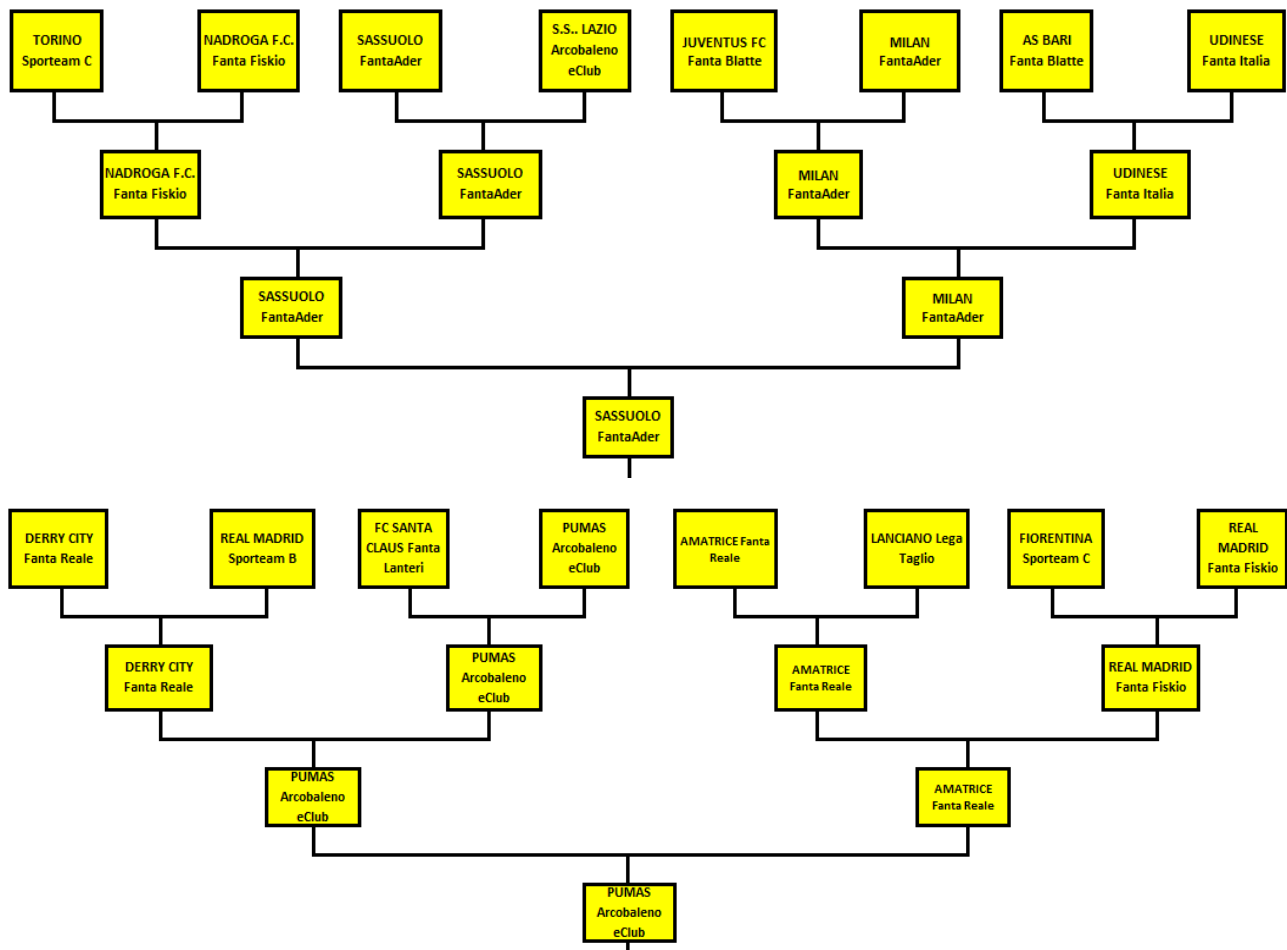 TORINO
Sporteam C
NADROGA F.C.
Fanta Fiskio
SASSUOLO
FantaAder
S.S.. LAZIO
Arcobaleno
eClub
JUVENTUS FC
Fanta Blatte
MILAN
FantaAder
AS BARI
Fanta Blatte
UDINESE
Fanta Italia
NADROGA F.C.
Fanta Fiskio
SASSUOLO
FantaAder
MILAN
FantaAder
UDINESE
Fanta Italia
SASSUOLO
FantaAder
MILAN
FantaAder
SASSUOLO
FantaAder
DERRY CITY
Fanta Reale
REAL MADRID
Sporteam B
FC SANTA
CLAUS Fanta
Lanteri
PUMAS
Arcobaleno
eClub
AMATRICE Fanta
Reale
LANCIANO Lega
Taglio
FIORENTINA
Sporteam C
REAL
MADRID
Fanta Fiskio
DERRY CITY
Fanta Reale
PUMAS
Arcobaleno
eClub
AMATRICE
Fanta Reale
REAL MADRID
Fanta Fiskio
PUMAS
Arcobaleno
eClub
AMATRICE
Fanta Reale
PUMAS
Arcobaleno
eClub